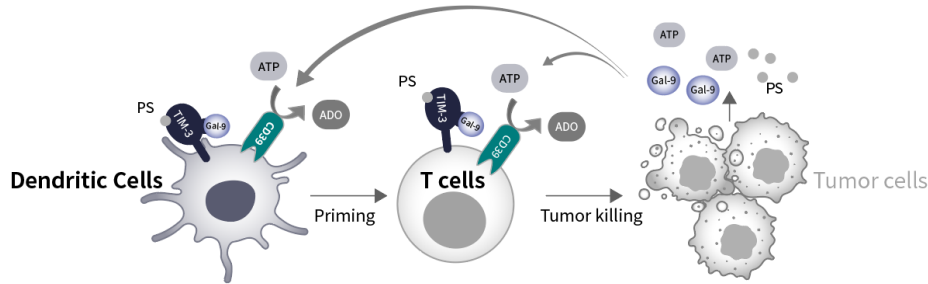 ATP
PS
TIM-3
Gal-9
CD39
ADO
Dendritic Cells
Priming
ATP
PS
TIM-3
Gal-9
CD39
ADO
T cells
Tumor killing
ATP
ATP
Gal-9
Gal-9
PS
Tumor cells